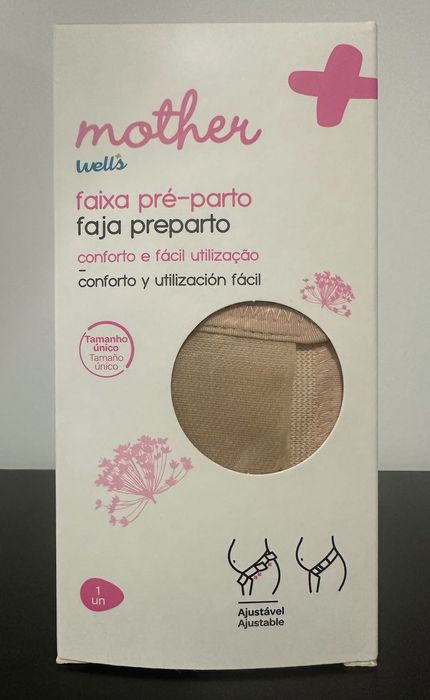 mother
well's
faixa pré-parto
faja preparto
conforto e fácil utilização
conforto y utilización fácil
Tamanho
único
Tamaño
único
1
un
Ajustável
Ajustable